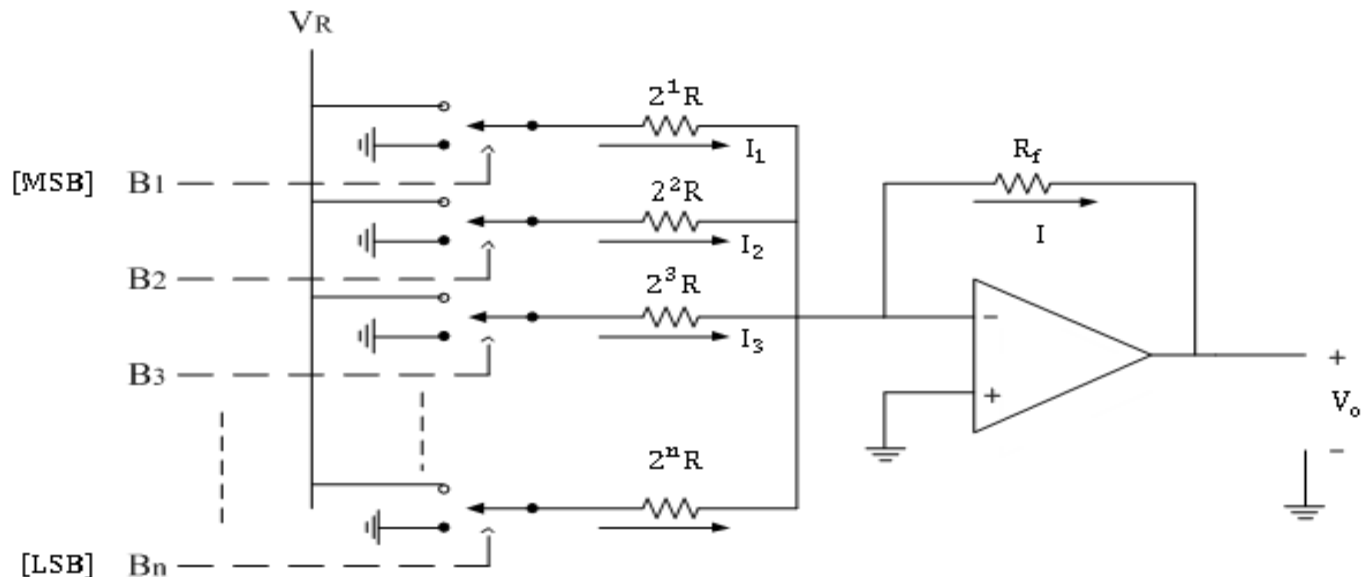 VR
2¹R
I₁
[MSB] B1
Rf
2²R
I₂
I
B2
2³R
I₃
−
B3
+
+
Vₒ
−
2ⁿR
[LSB] Bn